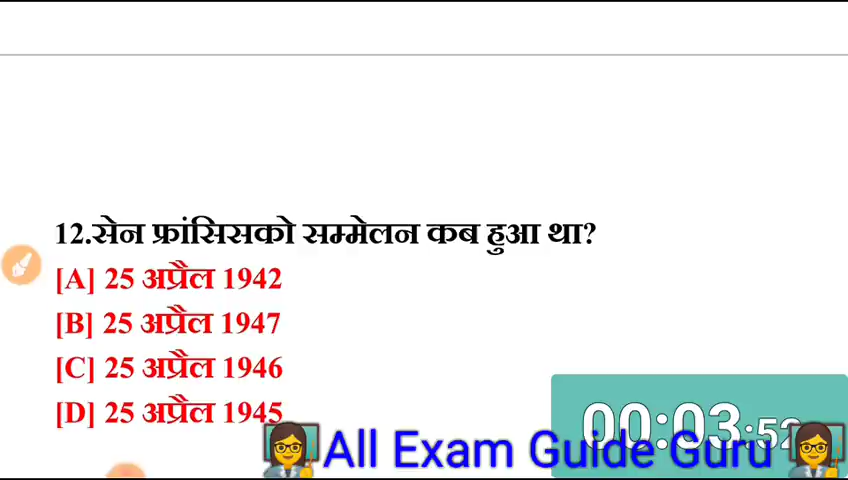 12.सेन फ्रांसिसको सम्मेलन कब हुआ था?
[A] 25 अप्रैल 1942
[B] 25 अप्रैल 1947
[C] 25 अप्रैल 1946
[D] 25 अप्रैल 1945
00:03:52
All Exam Guide Guru